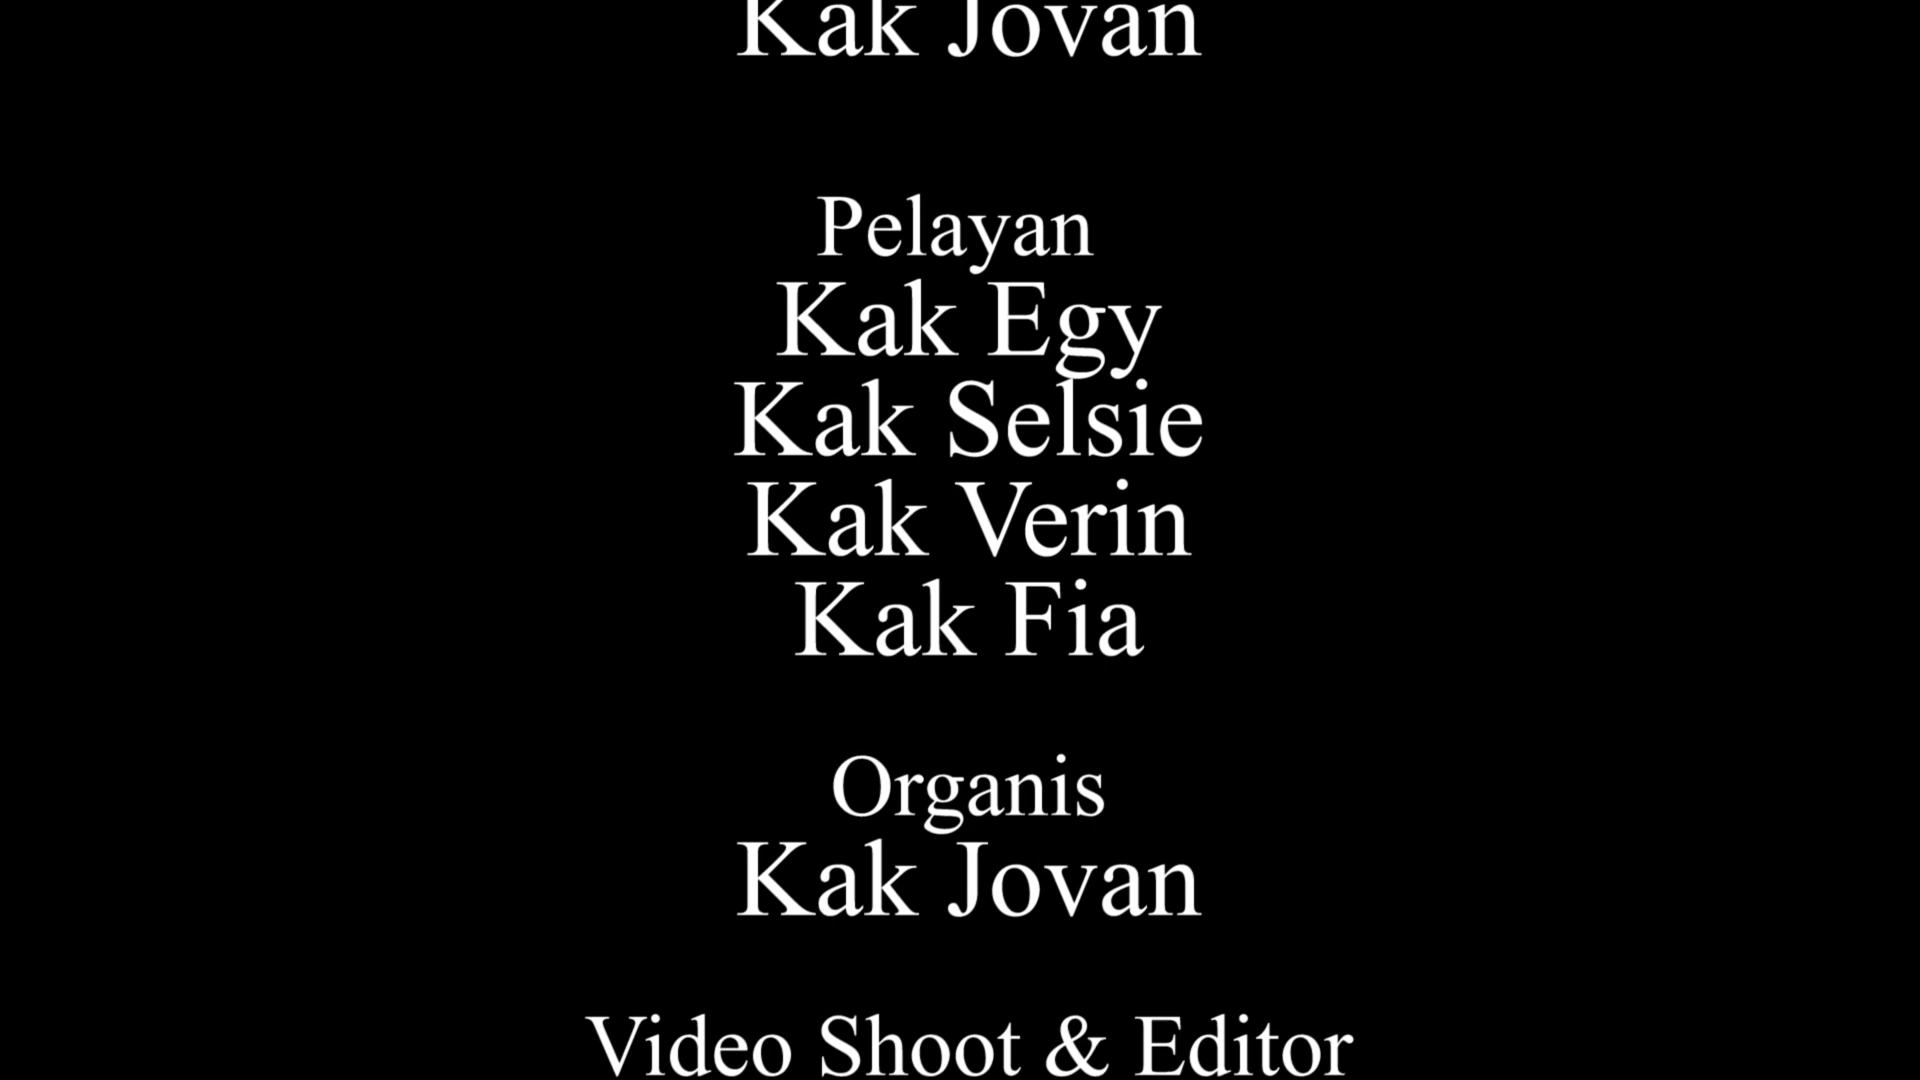 Kak Jovan
Pelayan
Kak Egy
Kak Selsie
Kak Verin
Kak Fia
Organis
Kak Jovan
Video Shoot & Editor